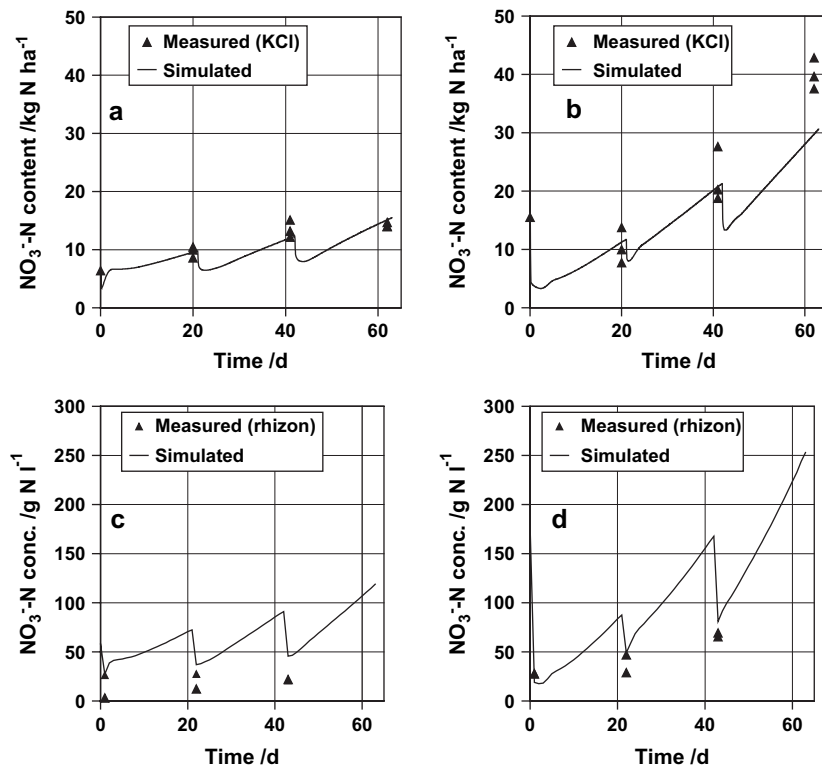 50
40
30
20
10
0
0
20
40
60
NO₃⁻-N content /kg N ha⁻¹
Time /d
▲ Measured (KCl)
— Simulated
a
50
40
30
20
10
0
0
20
40
60
NO₃⁻-N content /kg N ha⁻¹
Time /d
▲ Measured (KCl)
— Simulated
b
300
250
200
150
100
50
0
0
20
40
60
NO₃⁻-N conc. /g N l⁻¹
Time /d
▲ Measured (rhizon)
— Simulated
c
300
250
200
150
100
50
0
0
20
40
60
NO₃⁻-N conc. /g N l⁻¹
Time /d
▲ Measured (rhizon)
— Simulated
d